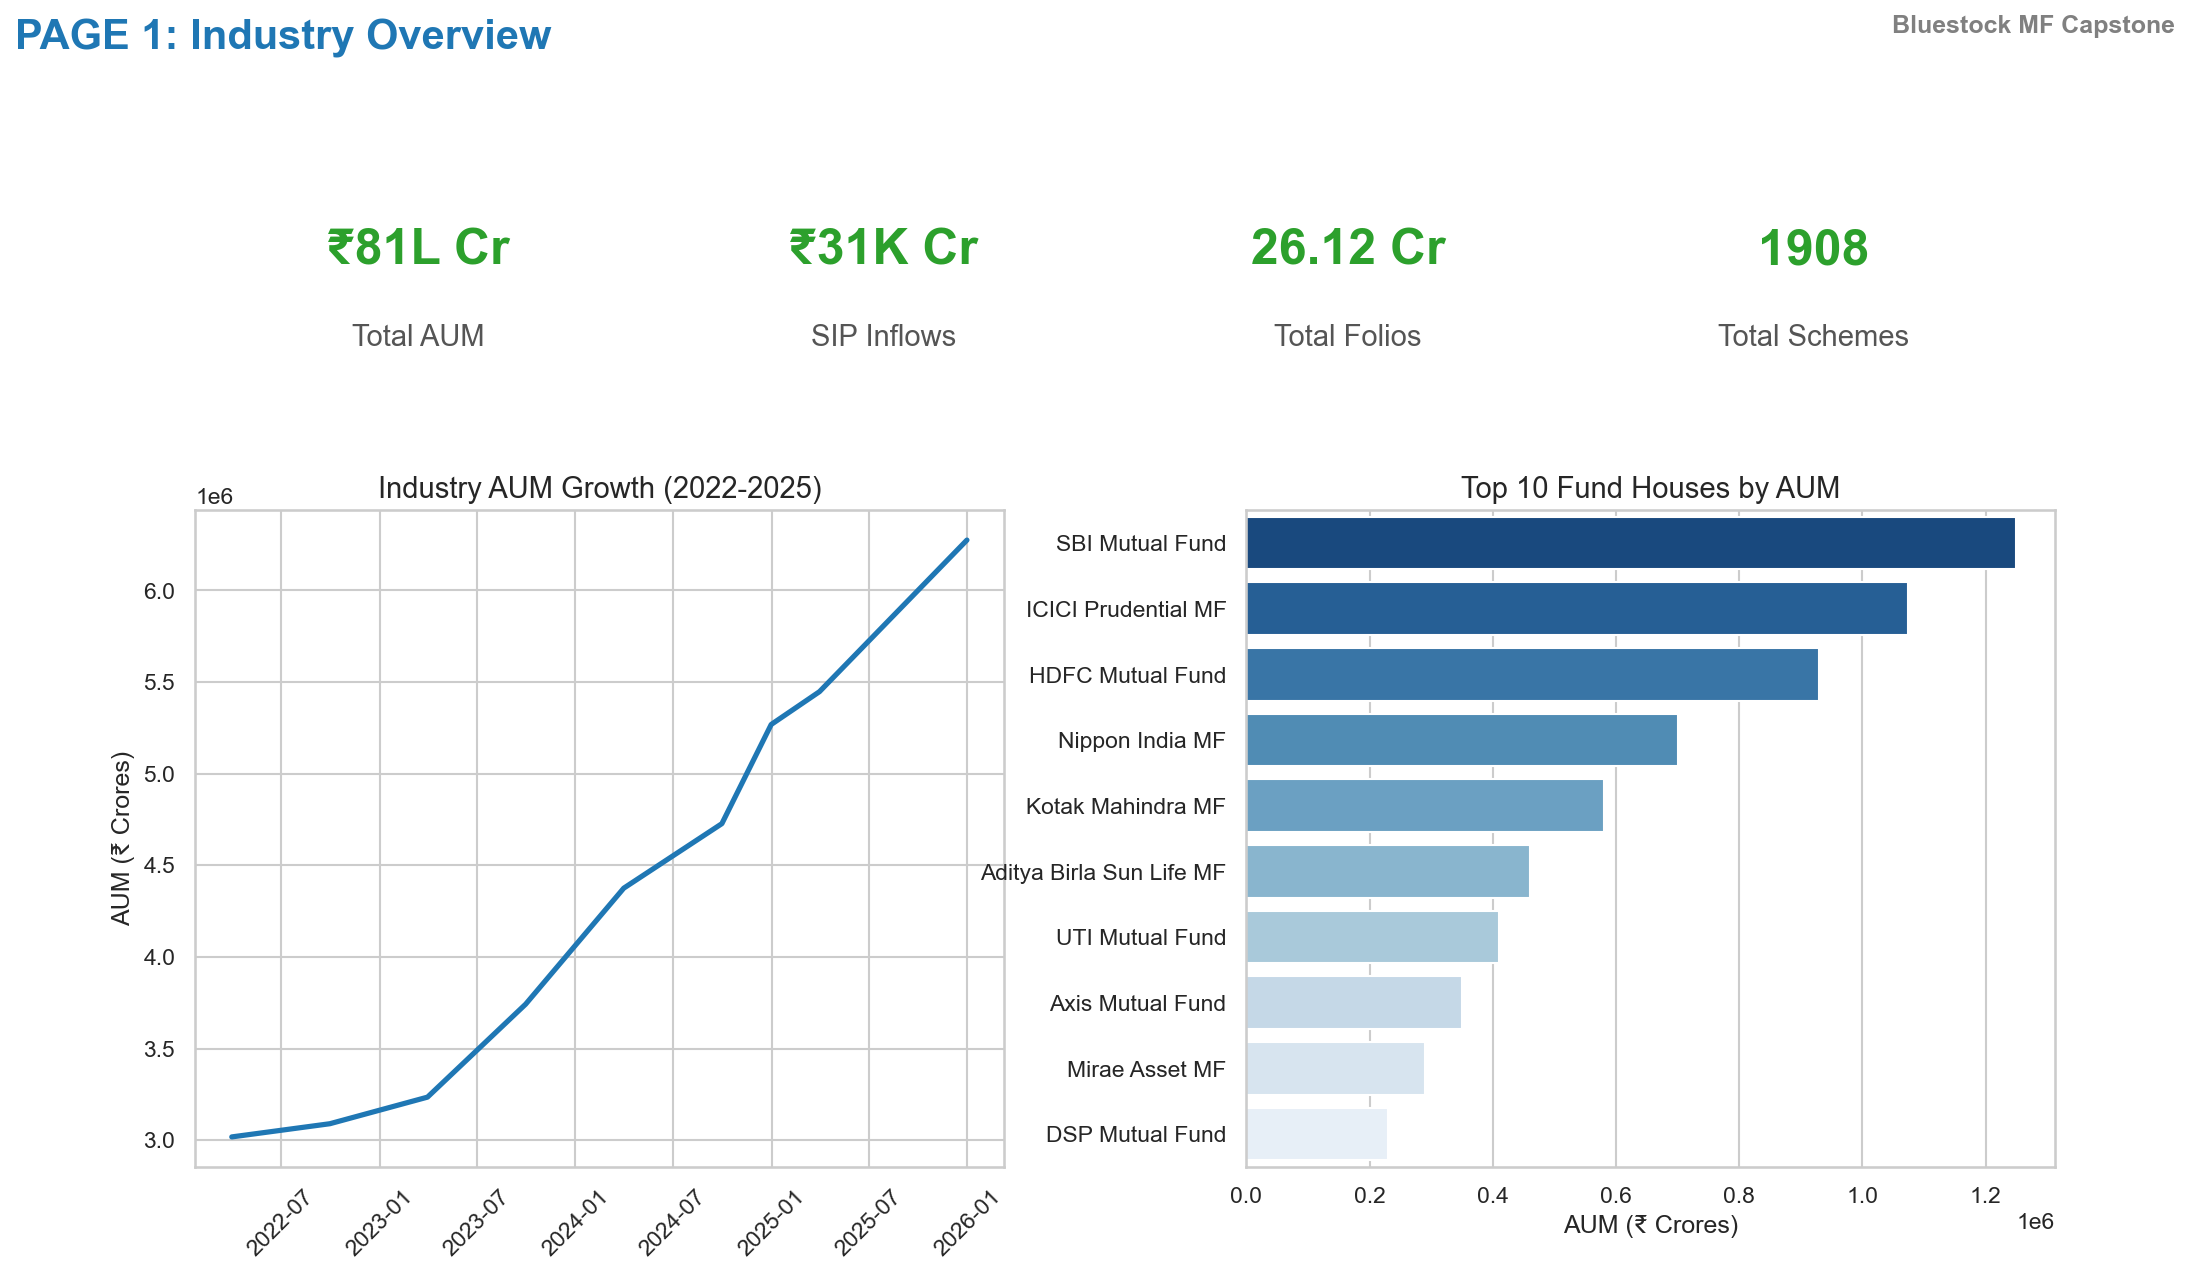 PAGE 1: Industry Overview
Bluestock MF Capstone
₹81L Cr
Total AUM
₹31K Cr
SIP Inflows
26.12 Cr
Total Folios
1908
Total Schemes
Industry AUM Growth (2022-2025)
1e6
AUM (₹ Crores)
6.0
5.5
5.0
4.5
4.0
3.5
3.0
2022-07
2023-01
2023-07
2024-01
2024-07
2025-01
2025-07
2026-01
Top 10 Fund Houses by AUM
SBI Mutual Fund
ICICI Prudential MF
HDFC Mutual Fund
Nippon India MF
Kotak Mahindra MF
Aditya Birla Sun Life MF
UTI Mutual Fund
Axis Mutual Fund
Mirae Asset MF
DSP Mutual Fund
0.0
0.2
0.4
0.6
0.8
1.0
1.2
AUM (₹ Crores)
1e6